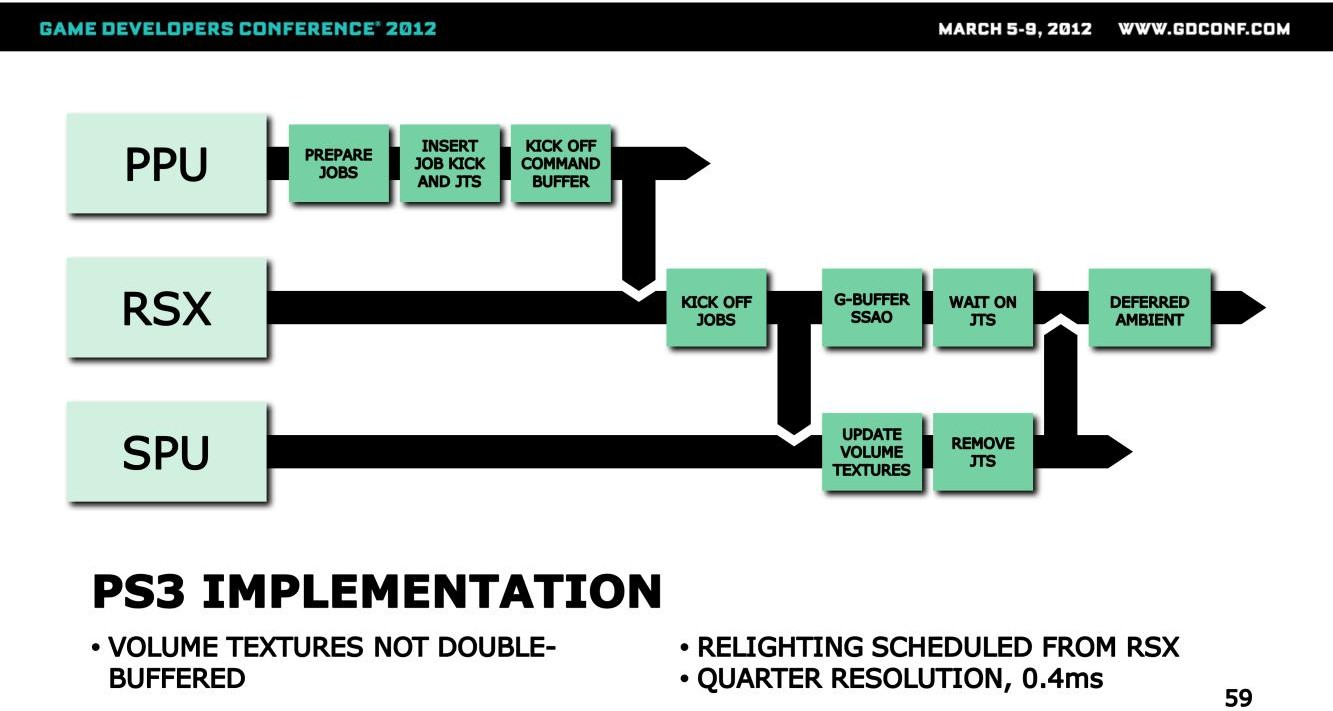 GAME DEVELOPERS CONFERENCE® 2012
MARCH 5-9, 2012 WWW.GDCONF.COM
PPU
PREPARE
JOBS
INSERT
JOB KICK
AND JTS
KICK OFF
COMMAND
BUFFER
RSX
KICK OFF
JOBS
G-BUFFER
SSAO
WAIT ON
JTS
DEFERRED
AMBIENT
SPU
UPDATE
VOLUME
TEXTURES
REMOVE
JTS
PS3 IMPLEMENTATION
• VOLUME TEXTURES NOT DOUBLE-
BUFFERED
• RELIGHTING SCHEDULED FROM RSX
• QUARTER RESOLUTION, 0.4ms
59